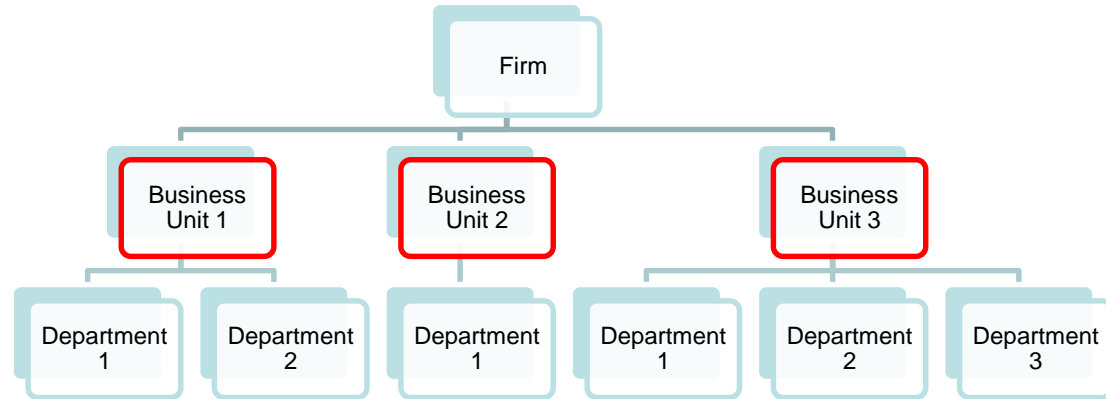 Firm
Business
Unit 1
Business
Unit 2
Business
Unit 3
Department
1
Department
2
Department
1
Department
1
Department
2
Department
3